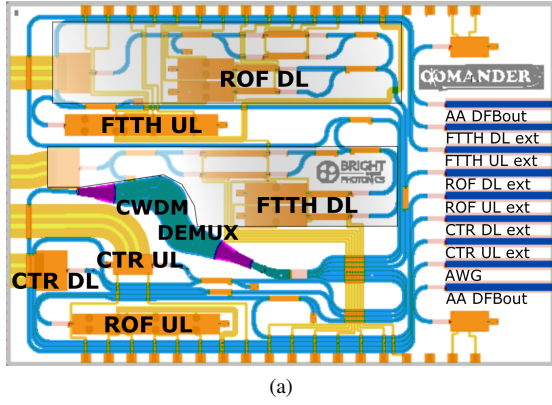 ROF DL
COMANDER
FTTH UL
AA DFBout
FTTH DL ext
FTTH UL ext
BRIGHT
PHOTONICS
ROF DL ext
FTTH DL
CWDM
DEMUX
ROF UL ext
CTR DL ext
CTR UL
CTR UL ext
CTR DL
AWG
AA DFBout
ROF UL
(a)